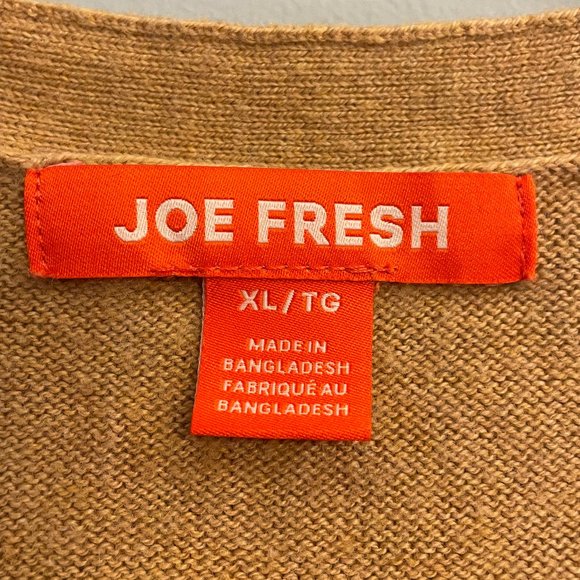 JOE FRESH
XL/TG
MADE IN
BANGLADESH
FABRIQUÉ AU
BANGLADESH